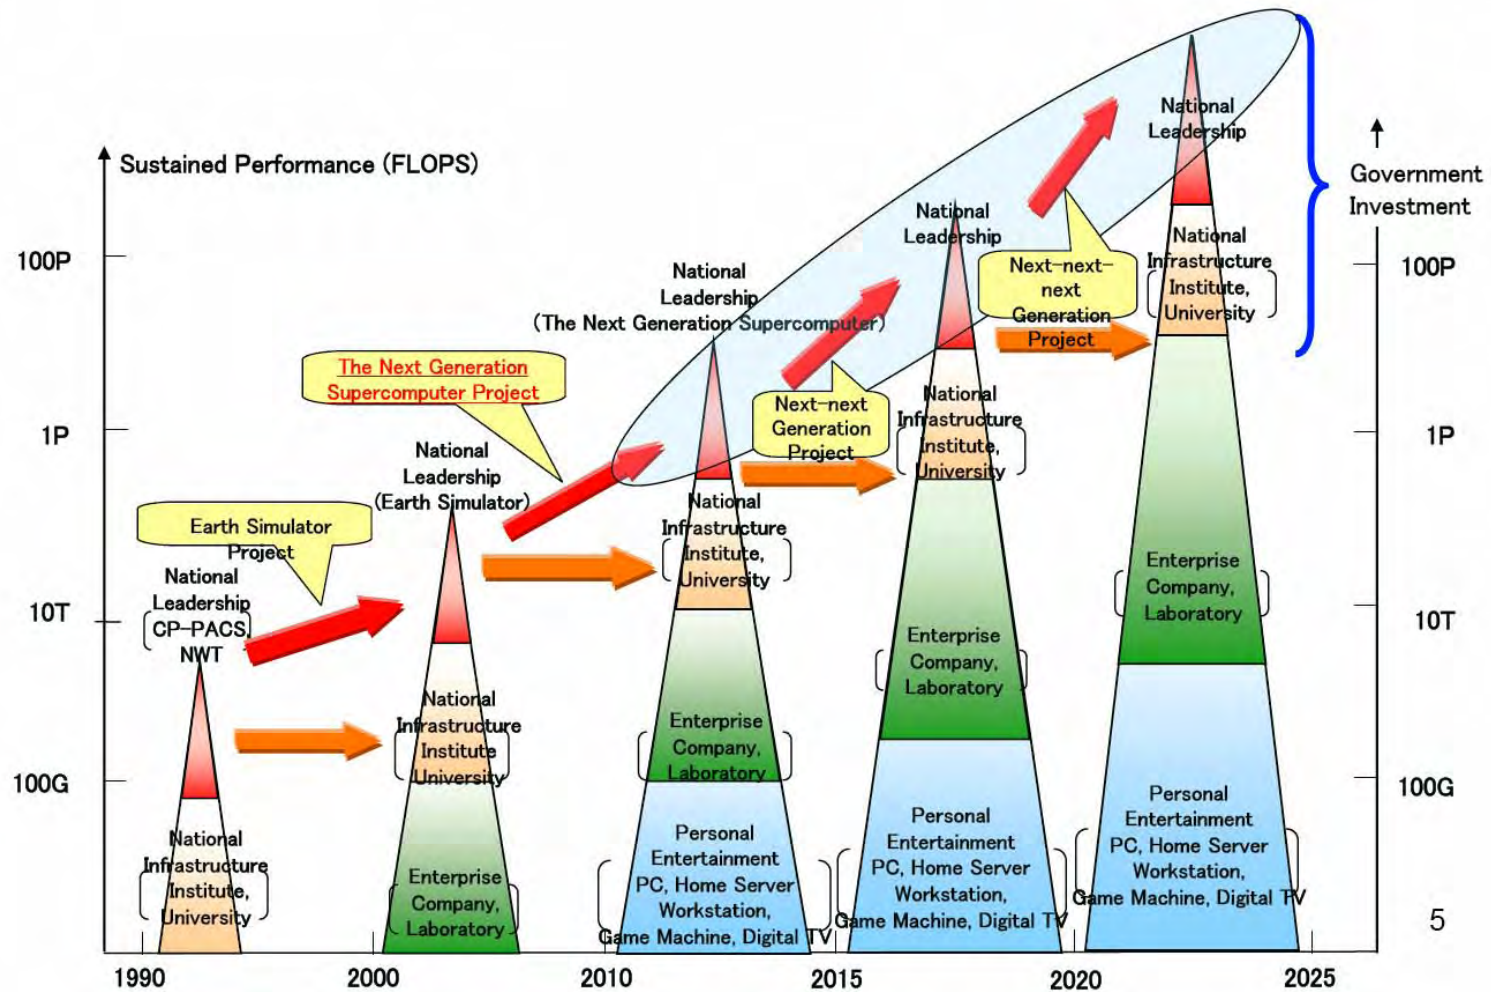 Sustained Performance (FLOPS)
100P
1P
10T
100G
1990
2000
2010
2015
2020
2025
Earth Simulator
Project
National
Leadership
CP-PACS,
NWT
National
Infrastructure
Institute,
University
The Next Generation
Supercomputer Project
National
Leadership
(Earth Simulator)
National
Infrastructure
Institute
University
Enterprise
Company,
Laboratory
National
Leadership
(The Next Generation Supercomputer)
National
Infrastructure
Institute,
University
Enterprise
Company,
Laboratory
Personal
Entertainment
PC, Home Server
Workstation,
Game Machine, Digital TV
Next-next
Generation
Project
National
Leadership
National
Infrastructure
Institute,
University
Enterprise
Company,
Laboratory
Personal
Entertainment
PC, Home Server
Workstation,
Game Machine, Digital TV
Next-next-
next
Generation
Project
National
Leadership
National
Infrastructure
Institute,
University
Enterprise
Company,
Laboratory
Personal
Entertainment
PC, Home Server
Workstation,
Game Machine, Digital TV
Government
Investment
100P
1P
10T
100G
5